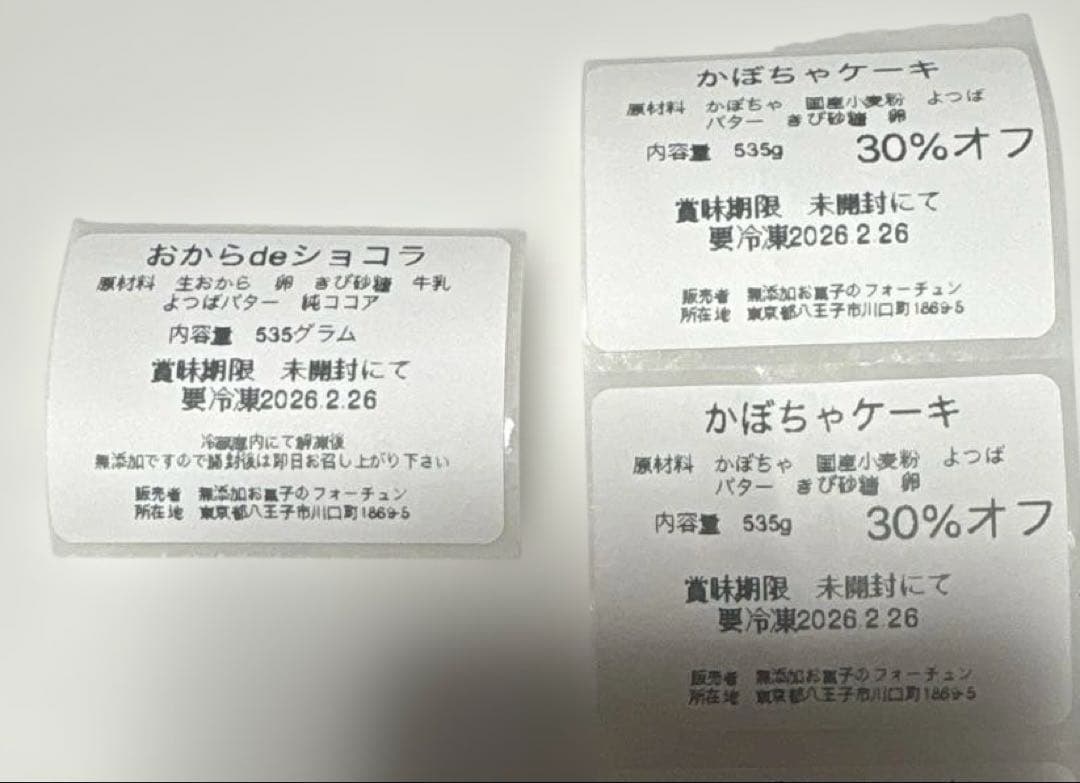 おからdeショコラ
原材料 生おから 卵 きび砂糖 牛乳
よつばバター 純ココア
内容量 535グラム
賞味期限 未開封にて
要冷凍2026.2.26
冷蔵庫内にて解凍後
無添加ですので開封後は即日お召し上がり下さい
販売者 無添加お菓子のフォーチュン
所在地 東京都八王子市川口町1869-5
かぼちゃケーキ
原材料 かぼちゃ 国産小麦粉 よつば
バター きび砂糖 卵
内容量 535g 30%オフ
賞味期限 未開封にて
要冷凍2026.2.26
販売者 無添加お菓子のフォーチュン
所在地 東京都八王子市川口町1869-5
かぼちゃケーキ
原材料 かぼちゃ 国産小麦粉 よつば
バター きび砂糖 卵
内容量 535g 30%オフ
賞味期限 未開封にて
要冷凍2026.2.26
販売者 無添加お菓子のフォーチュン
所在地 東京都八王子市川口町1869-5